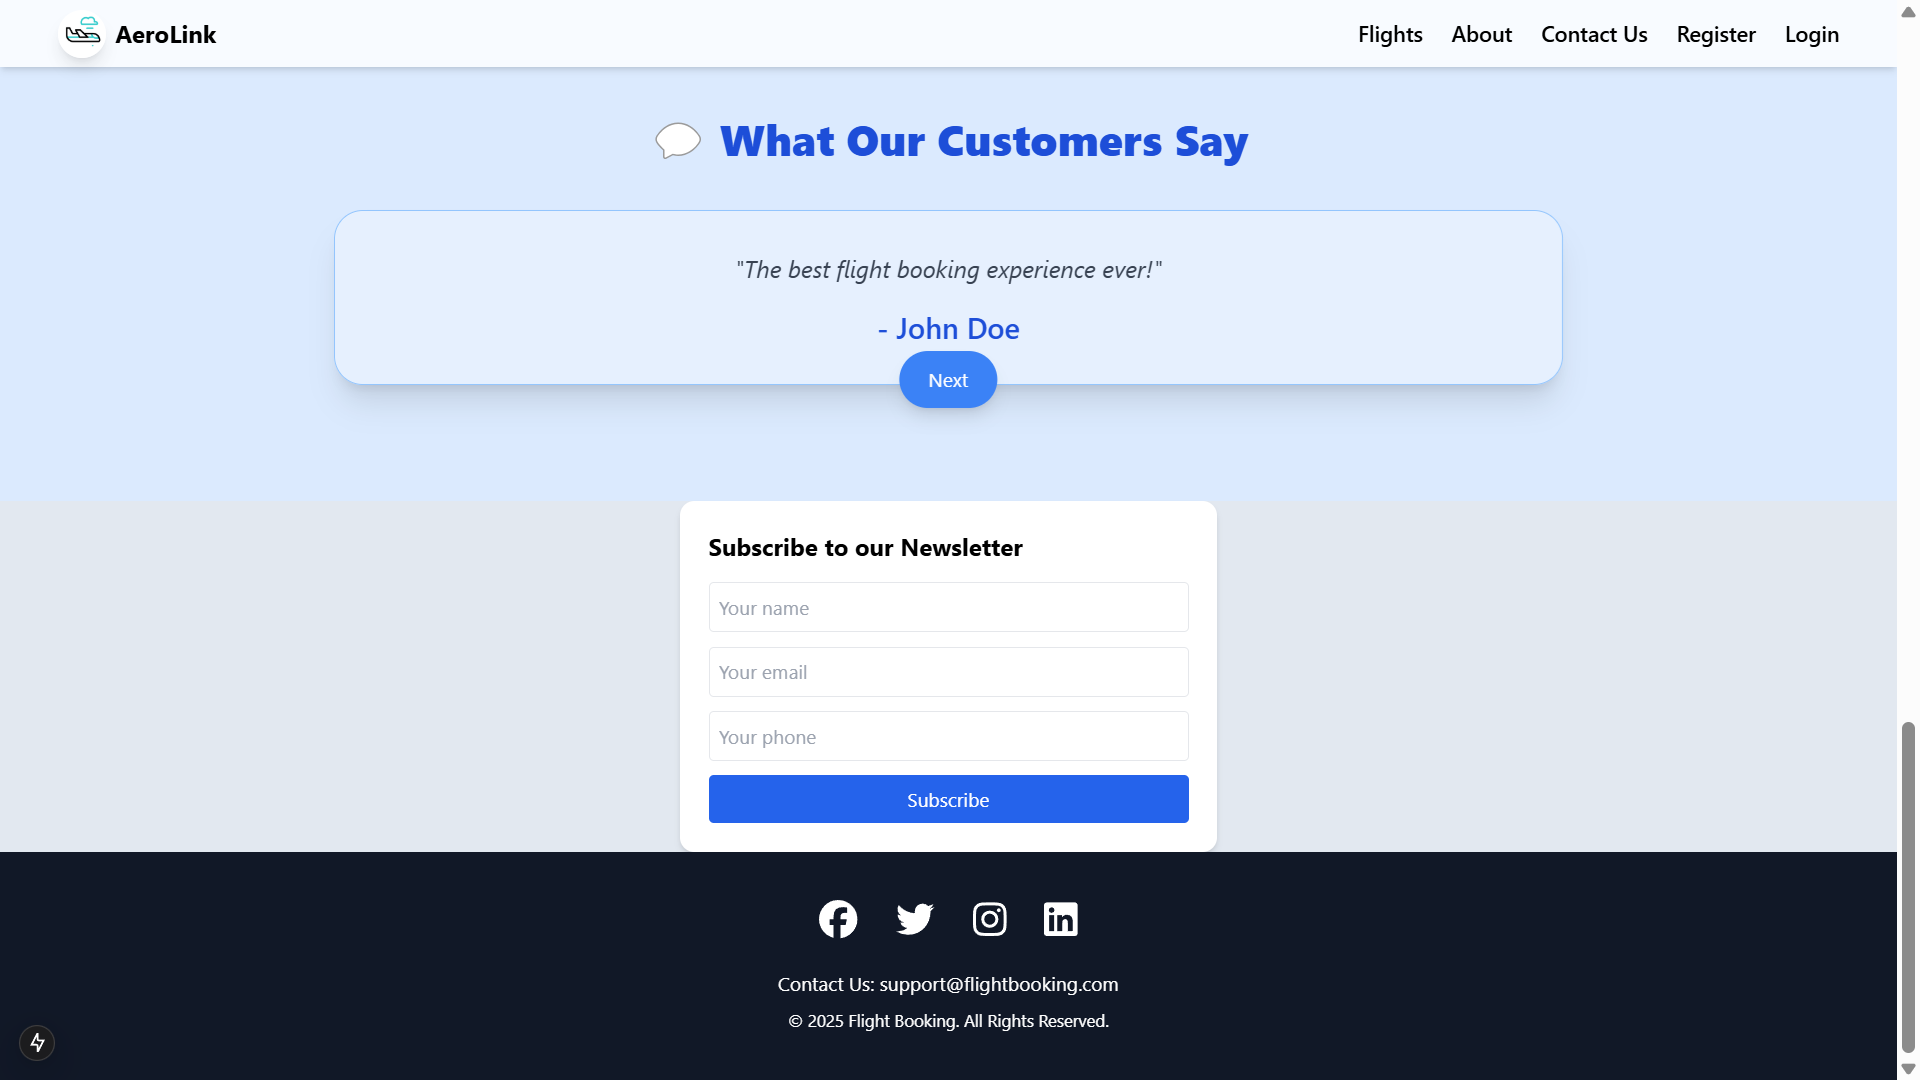 AeroLink
Flights About Contact Us Register Login
What Our Customers Say
"The best flight booking experience ever!"
- John Doe
Next
Subscribe to our Newsletter
Your name
Your email
Your phone
Subscribe
Contact Us: support@flightbooking.com
© 2025 Flight Booking. All Rights Reserved.